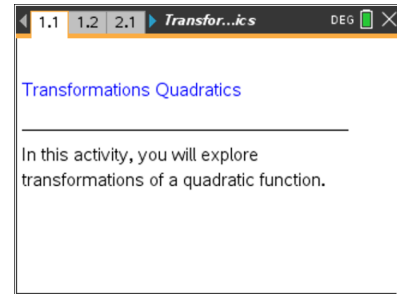 1.1 1.2 2.1 Transfor...ics DEG
Transformations Quadratics
In this activity, you will explore
transformations of a quadratic function.